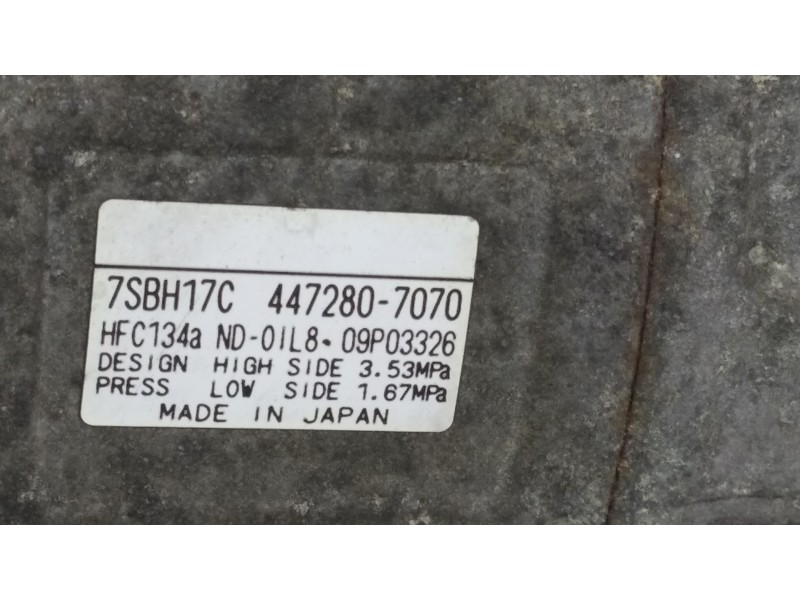 7SBH17C 447280-7070
HFC134a ND-OIL8• 09P03326
DESIGN HIGH SIDE 3.53MPa
PRESS LOW SIDE 1.67MPa
MADE IN JAPAN